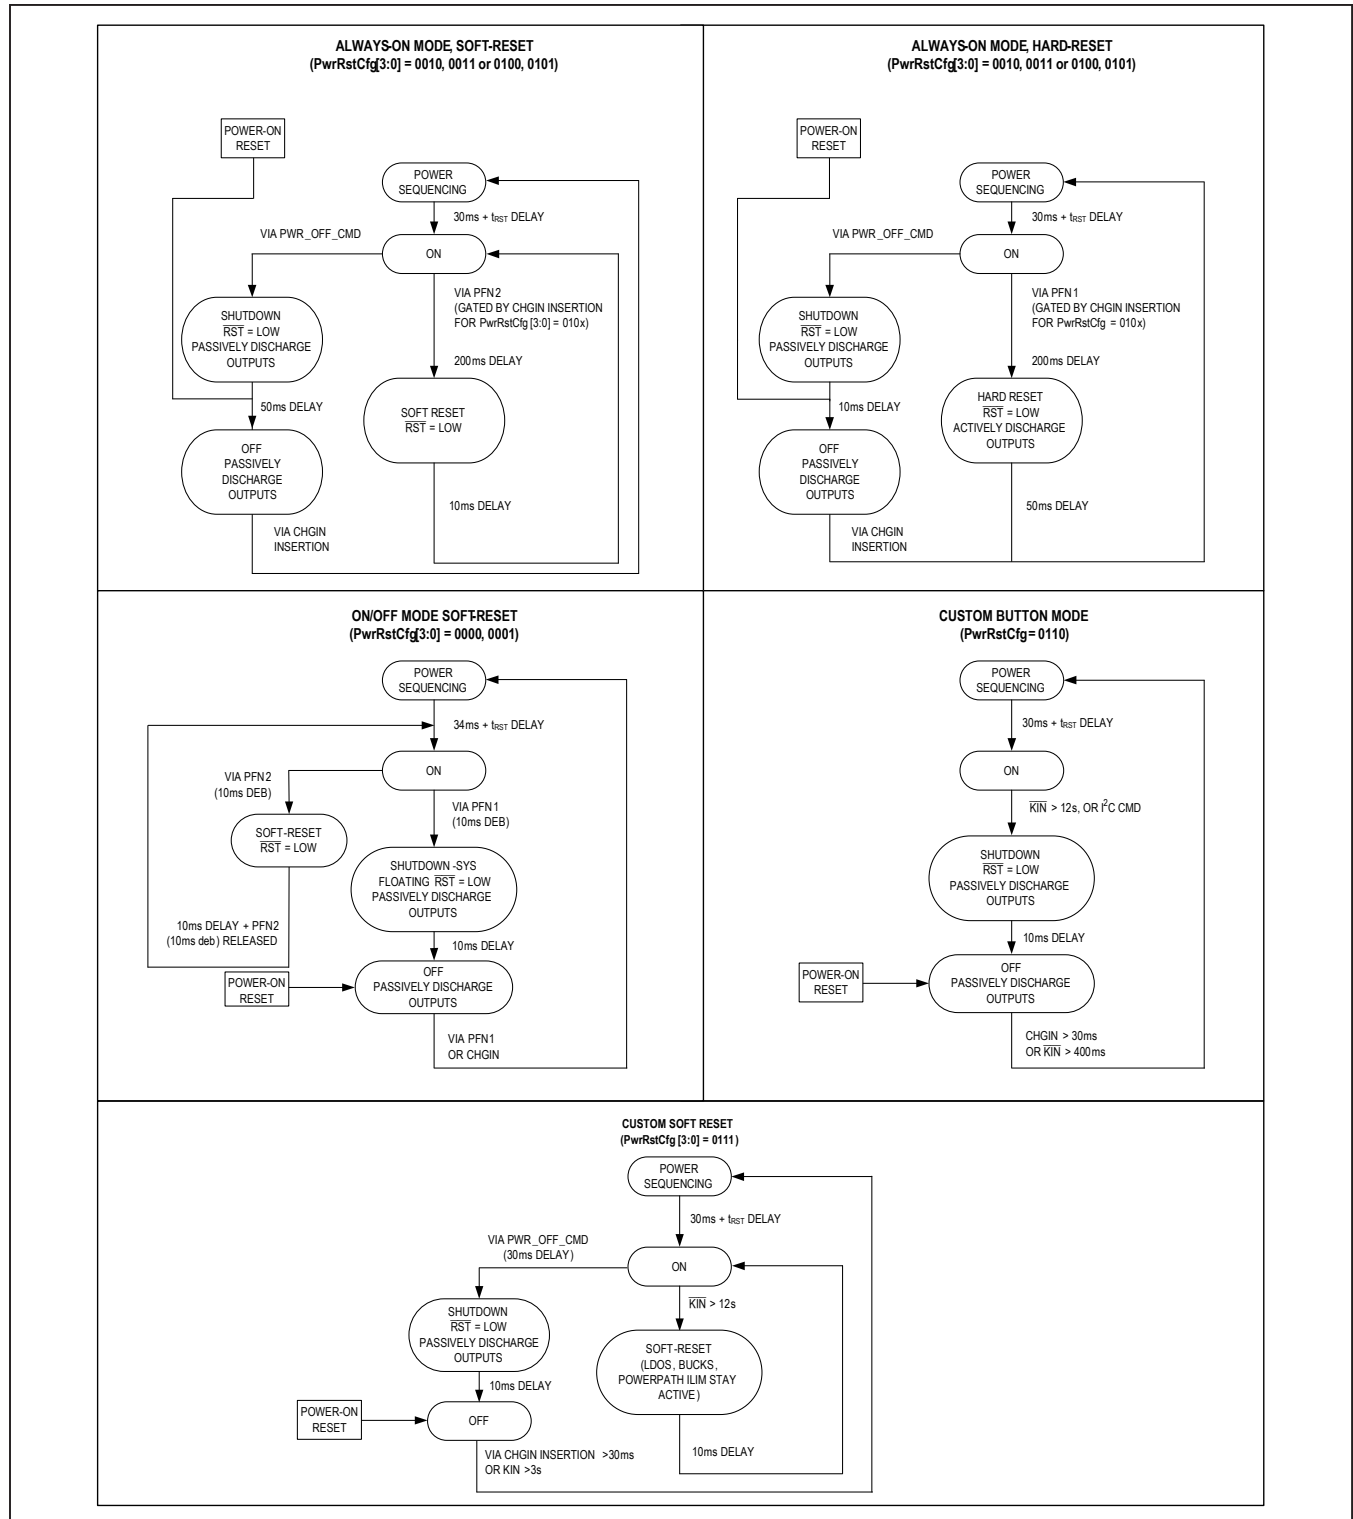 ALWAYS-ON MODE, SOFT-RESET
(PwrRstCfg[3:0] = 0010, 0011 or 0100, 0101)
POWER-ON
RESET
POWER
SEQUENCING
30ms + tRST DELAY
VIA PWR_OFF_CMD
ON
VIA PFN2
(GATED BY CHGIN INSERTION
FOR PwrRstCfg [3:0] = 010x)
SHUTDOWN
RST = LOW
PASSIVELY DISCHARGE
OUTPUTS
200ms DELAY
50ms DELAY
SOFT RESET
RST = LOW
OFF
PASSIVELY
DISCHARGE
OUTPUTS
10ms DELAY
VIA CHGIN
INSERTION
ALWAYS-ON MODE, HARD-RESET
(PwrRstCfg[3:0] = 0010, 0011 or 0100, 0101)
POWER-ON
RESET
POWER
SEQUENCING
30ms + tRST DELAY
VIA PWR_OFF_CMD
ON
VIA PFN1
(GATED BY CHGIN INSERTION
FOR PwrRstCfg = 010x)
SHUTDOWN
RST = LOW
PASSIVELY DISCHARGE
OUTPUTS
200ms DELAY
10ms DELAY
HARD RESET
RST = LOW
ACTIVELY DISCHARGE
OUTPUTS
OFF
PASSIVELY
DISCHARGE
OUTPUTS
50ms DELAY
VIA CHGIN
INSERTION
ON/OFF MODE SOFT-RESET
(PwrRstCfg[3:0] = 0000, 0001)
POWER
SEQUENCING
34ms + tRST DELAY
ON
VIA PFN2
(10ms DEB)
VIA PFN1
(10ms DEB)
SOFT-RESET
RST = LOW
SHUTDOWN -SYS
FLOATING RST = LOW
PASSIVELY DISCHARGE
OUTPUTS
10ms DELAY + PFN2
(10ms deb) RELEASED
10ms DELAY
POWER-ON
RESET
OFF
PASSIVELY DISCHARGE
OUTPUTS
VIA PFN1
OR CHGIN
CUSTOM BUTTON MODE
(PwrRstCfg= 0110)
POWER
SEQUENCING
30ms + tRST DELAY
ON
KIN > 12s, OR I2C CMD
SHUTDOWN
RST = LOW
PASSIVELY DISCHARGE
OUTPUTS
10ms DELAY
POWER-ON
RESET
OFF
PASSIVELY DISCHARGE
OUTPUTS
CHGIN > 30ms
OR KIN > 400ms
CUSTOM SOFT RESET
(PwrRstCfg [3:0] = 0111)
POWER
SEQUENCING
30ms + tRST DELAY
VIA PWR_OFF_CMD
(30ms DELAY)
ON
KIN > 12s
SHUTDOWN
RST = LOW
PASSIVELY DISCHARGE
OUTPUTS
SOFT-RESET
(LDOS, BUCKS,
POWERPATH ILIM STAY
ACTIVE)
10ms DELAY
POWER-ON
RESET
OFF
10ms DELAY
VIA CHGIN INSERTION >30ms
OR KIN >3s